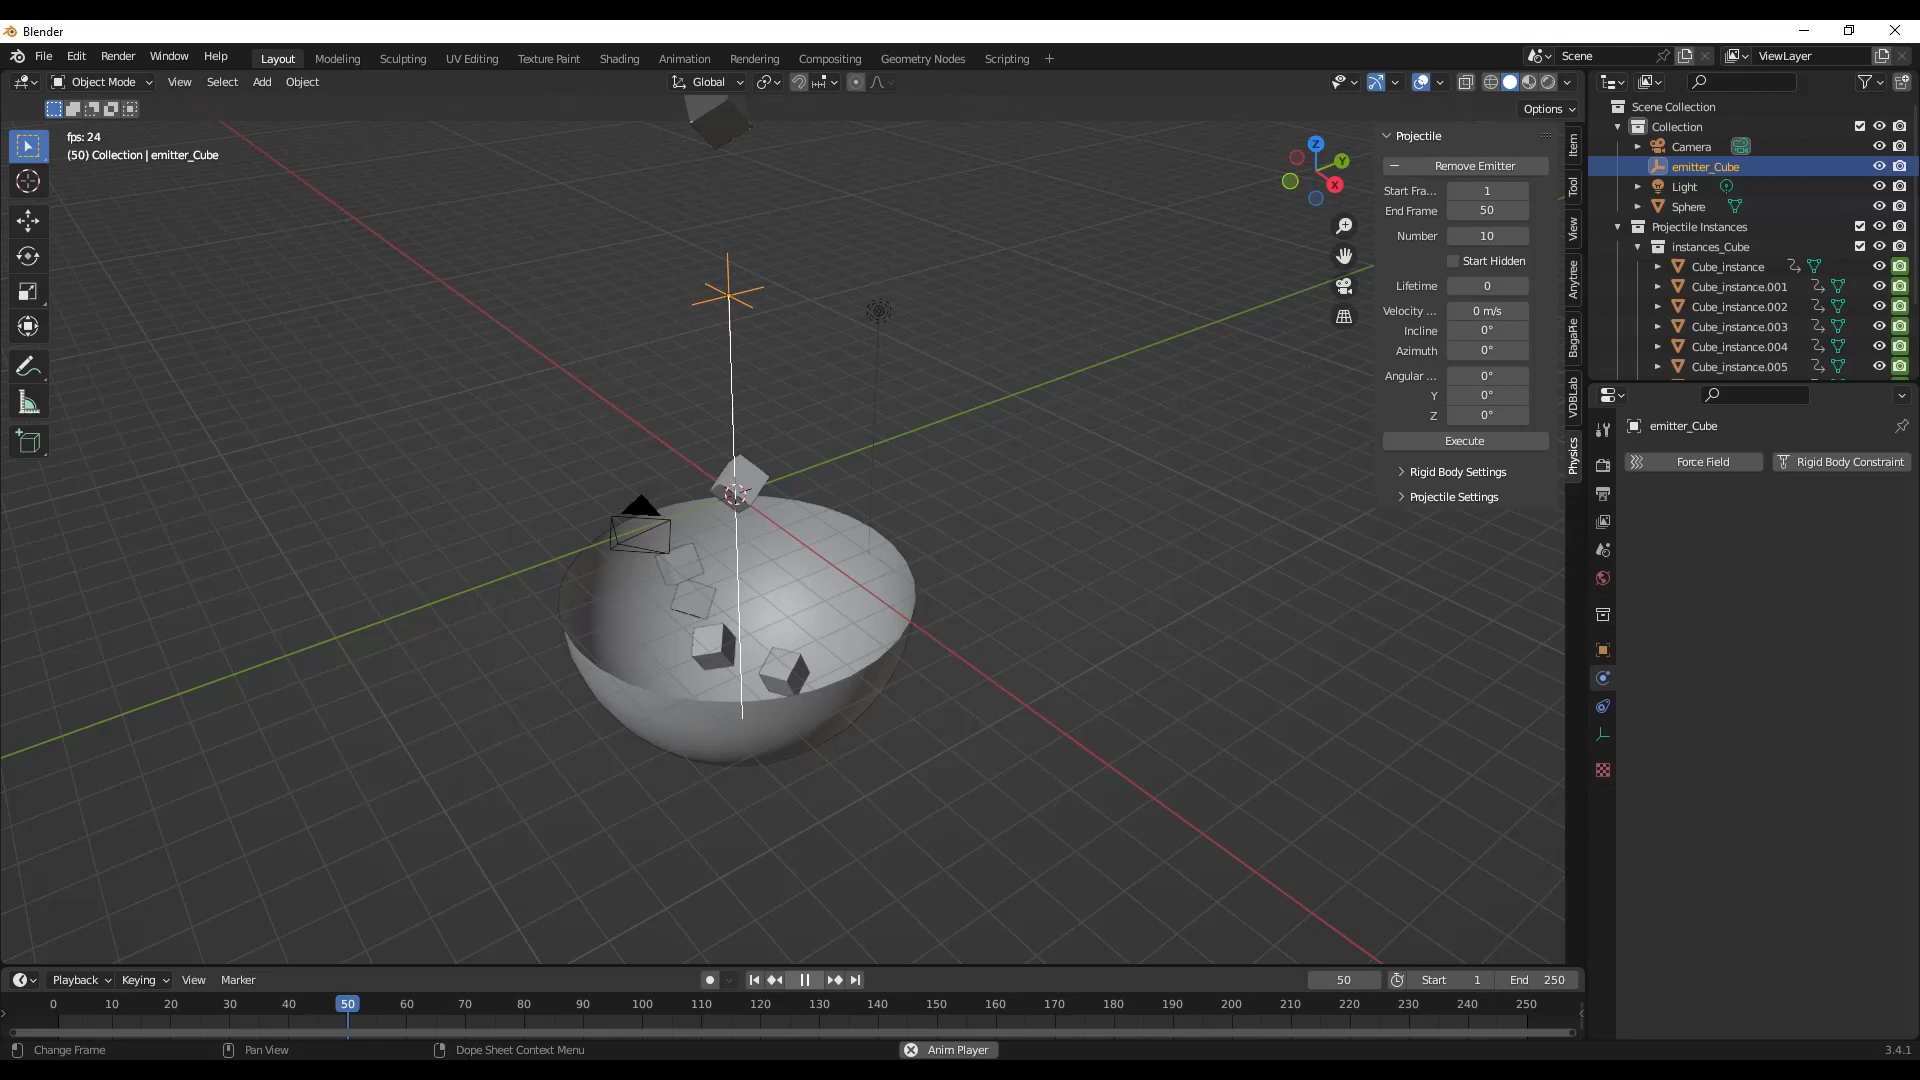 Blender
File Edit Render Window Help Layout Modeling Sculpting UV Editing Texture Paint Shading Animation Rendering Compositing Geometry Nodes Scripting + Scene ViewLayer
Object Mode View Select Add Object Global
Options
fps: 24
(50) Collection | emitter_Cube
Z
Y
X
Projectile
Remove Emitter
Start Fra... 1
End Frame 50
Number 10
Start Hidden
Lifetime 0
Velocity ... 0 m/s
Incline 0°
Azimuth 0°
Angular ... 0°
Y 0°
Z 0°
Execute
Rigid Body Settings
Projectile Settings
Item
Tool
View
Anytree
BagaPie
VDBLab
Physics
Scene Collection
Collection
Camera
emitter_Cube
Light
Sphere
Projectile Instances
instances_Cube
Cube_instance
Cube_instance.001
Cube_instance.002
Cube_instance.003
Cube_instance.004
Cube_instance.005
emitter_Cube
Force Field Rigid Body Constraint
Playback Keying View Marker 50 Start 1 End 250
0 10 20 30 40 50 60 70 80 90 100 110 120 130 140 150 160 170 180 190 200 210 220 230 240 250
Change Frame Pan View Dope Sheet Context Menu Anim Player 3.4.1